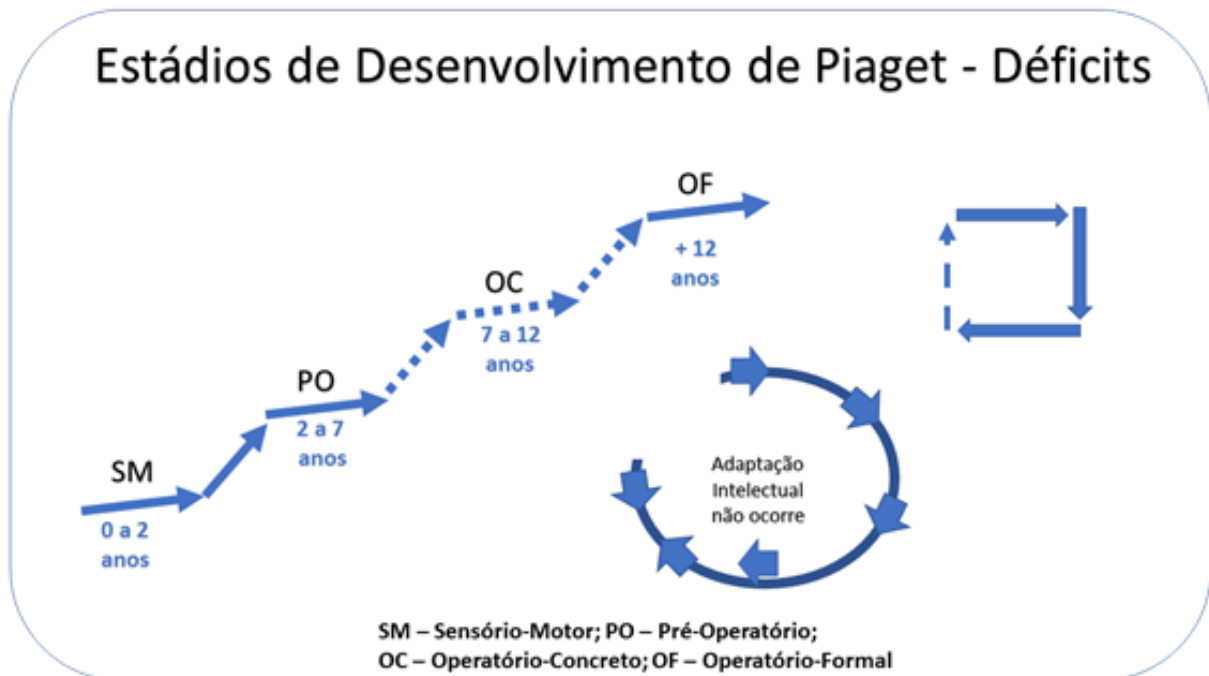 Estádios de Desenvolvimento de Piaget - Déficits
OF
+ 12
anos
OC
7 a 12
anos
PO
2 a 7
anos
SM
0 a 2
anos
Adaptação
Intelectual
não ocorre
SM – Sensório-Motor; PO – Pré-Operatório;
OC – Operatório-Concreto; OF – Operatório-Formal